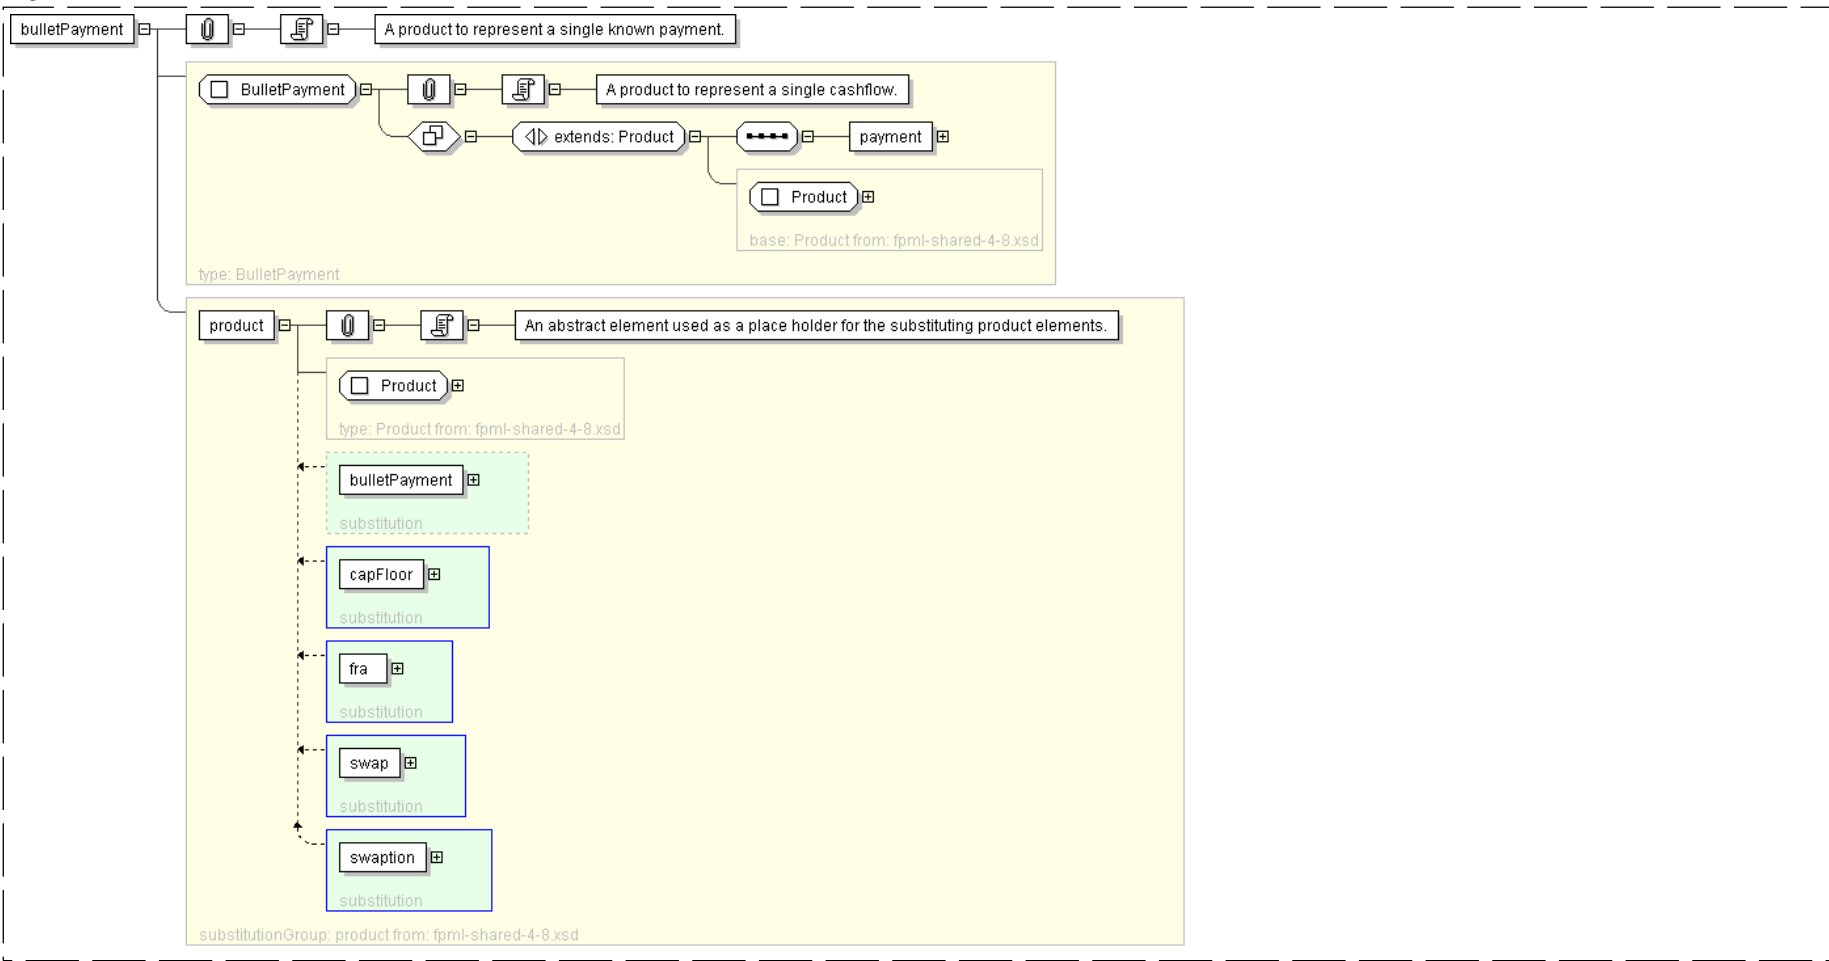 bulletPayment
A product to represent a single known payment.
BulletPayment
A product to represent a single cashflow.
extends: Product
payment
Product
base: Product from: fpml-shared-4-8.xsd
type: BulletPayment
product
An abstract element used as a place holder for the substituting product elements.
Product
type: Product from: fpml-shared-4-8.xsd
bulletPayment
substitution
capFloor
substitution
fra
substitution
swap
substitution
swaption
substitution
substitutionGroup: product from: fpml-shared-4-8.xsd